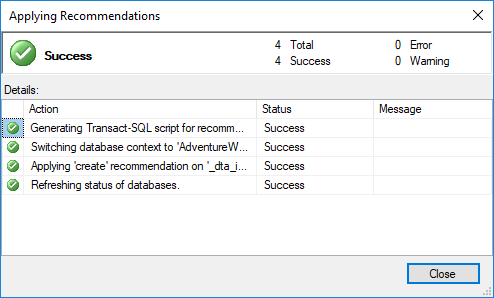 Applying Recommendations
Success
4 Total 0 Error
4 Success 0 Warning
Details:
Action Status Message
Generating Transact-SQL script for recomm... Success
Switching database context to 'AdventureW... Success
Applying 'create' recommendation on '_dta_i... Success
Refreshing status of databases. Success
Close